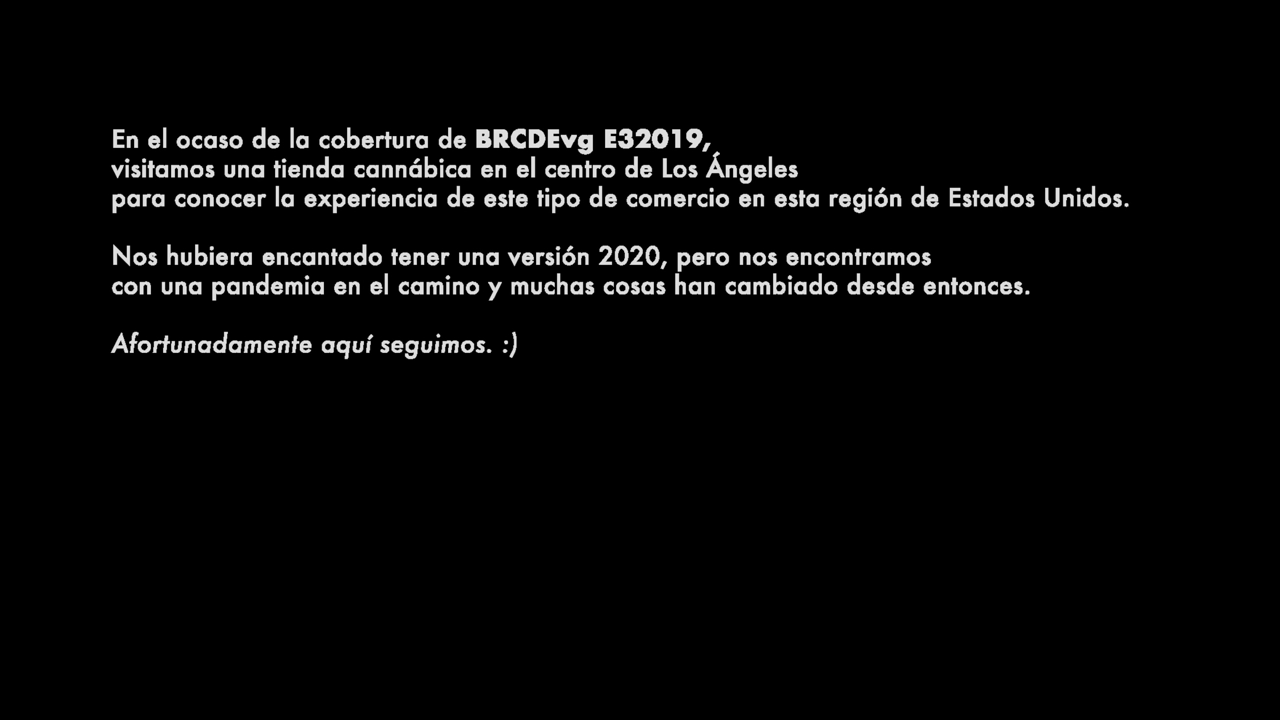 En el ocaso de la cobertura de BRCDEvg E32019,
visitamos una tienda cannábica en el centro de Los Ángeles
para conocer la experiencia de este tipo de comercio en esta región de Estados Unidos.
Nos hubiera encantado tener una versión 2020, pero nos encontramos
con una pandemia en el camino y muchas cosas han cambiado desde entonces.
Afortunadamente aquí seguimos. :)